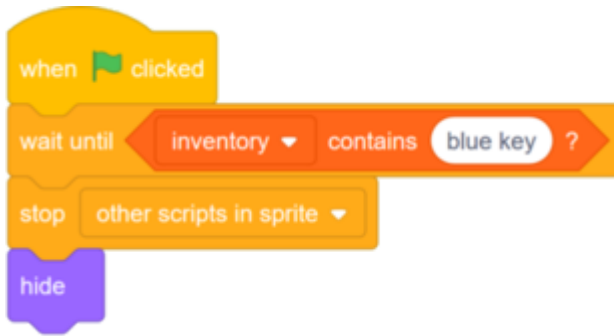 when clicked
wait until inventory contains blue key ?
stop other scripts in sprite
hide